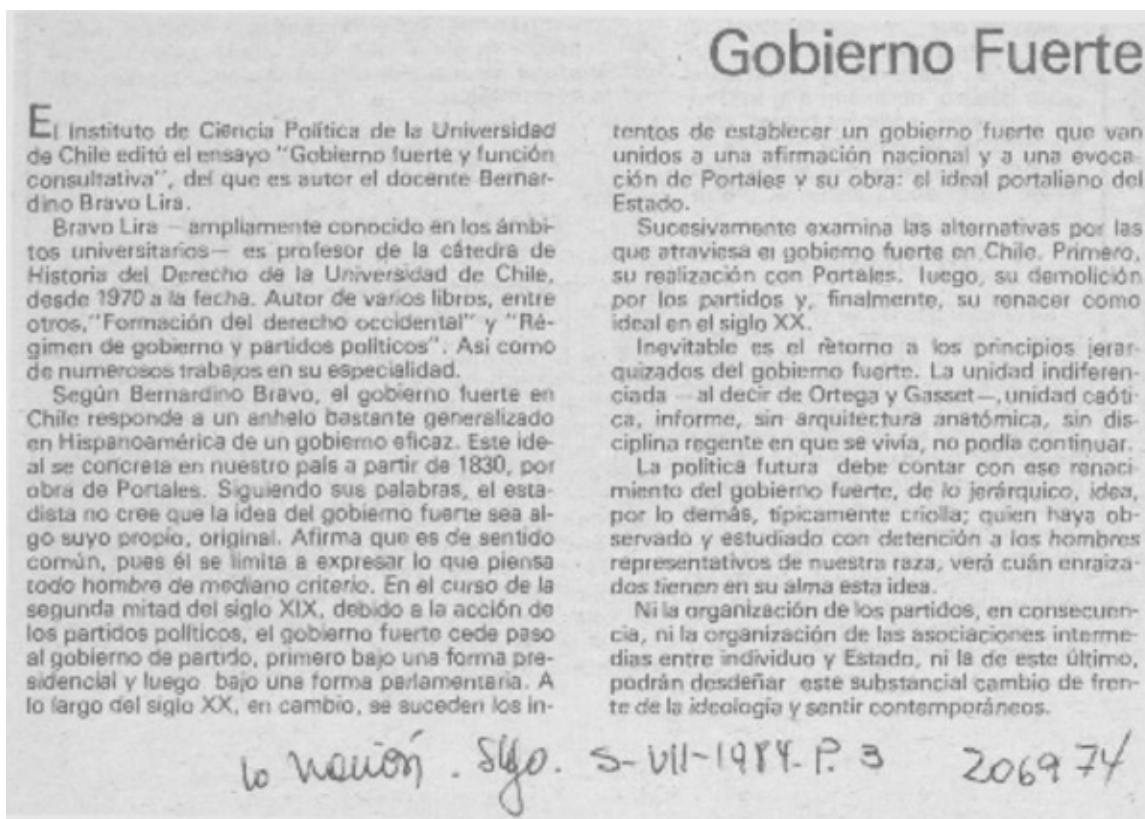 Gobierno Fuerte
El Instituto de Ciencia Política de la Universidad
de Chile editó el ensayo "Gobierno fuerte y función
consultativa", del que es autor el docente Bernar-
dino Bravo Lira.
Bravo Lira — ampliamente conocido en los ámbi-
tos universitarios— es profesor de la cátedra de
Historia del Derecho de la Universidad de Chile,
desde 1970 a la fecha. Autor de varios libros, entre
otros, "Formación del derecho occidental" y "Ré-
gimen de gobierno y partidos políticos". Así como
de numerosos trabajos en su especialidad.
Según Bernardino Bravo, el gobierno fuerte en
Chile responde a un anhelo bastante generalizado
en Hispanoamérica de un gobierno eficaz. Este ide-
al se concreta en nuestro país a partir de 1830, por
obra de Portales. Siguiendo sus palabras, el esta-
dista no cree que la idea del gobierno fuerte sea al-
go suyo propio, original. Afirma que es de sentido
común, pues él se limita a expresar lo que piensa
todo hombre de mediano criterio. En el curso de la
segunda mitad del siglo XIX, debido a la acción de
los partidos políticos, el gobierno fuerte cede paso
al gobierno de partido, primero bajo una forma pre-
sidencial y luego bajo una forma parlamentaria. A
lo largo del siglo XX, en cambio, se suceden los in-
tentos de establecer un gobierno fuerte que van
unidos a una afirmación nacional y a una evoca-
ción de Portales y su obra: el ideal portaliano del
Estado.
Sucesivamente examina las alternativas por las
que atraviesa el gobierno fuerte en Chile. Primero,
su realización con Portales. luego, su demolición
por los partidos y, finalmente, su renacer como
ideal en el siglo XX.
Inevitable es el retorno a los principios jerar-
quizados del gobierno fuerte. La unidad indiferen-
ciada —al decir de Ortega y Gasset—, unidad caóti-
ca, informe, sin arquitectura anatómica, sin dis-
ciplina regente en que se vivía, no podía continuar.
La política futura debe contar con ese renaci-
miento del gobierno fuerte, de lo jerárquico, idea,
por lo demás, típicamente criolla; quien haya ob-
servado y estudiado con detención a los hombres
representativos de nuestra raza, verá cuán enraiza-
dos tienen en su alma esta idea.
Ni la organización de los partidos, en consecuen-
cia, ni la organización de las asociaciones interme-
dias entre individuo y Estado, ni la de este último,
podrán desdeñar este substancial cambio de fren-
te de la ideología y sentir contemporáneos.
la nación. Stgo. 5-VII-1984. P. 3 206974